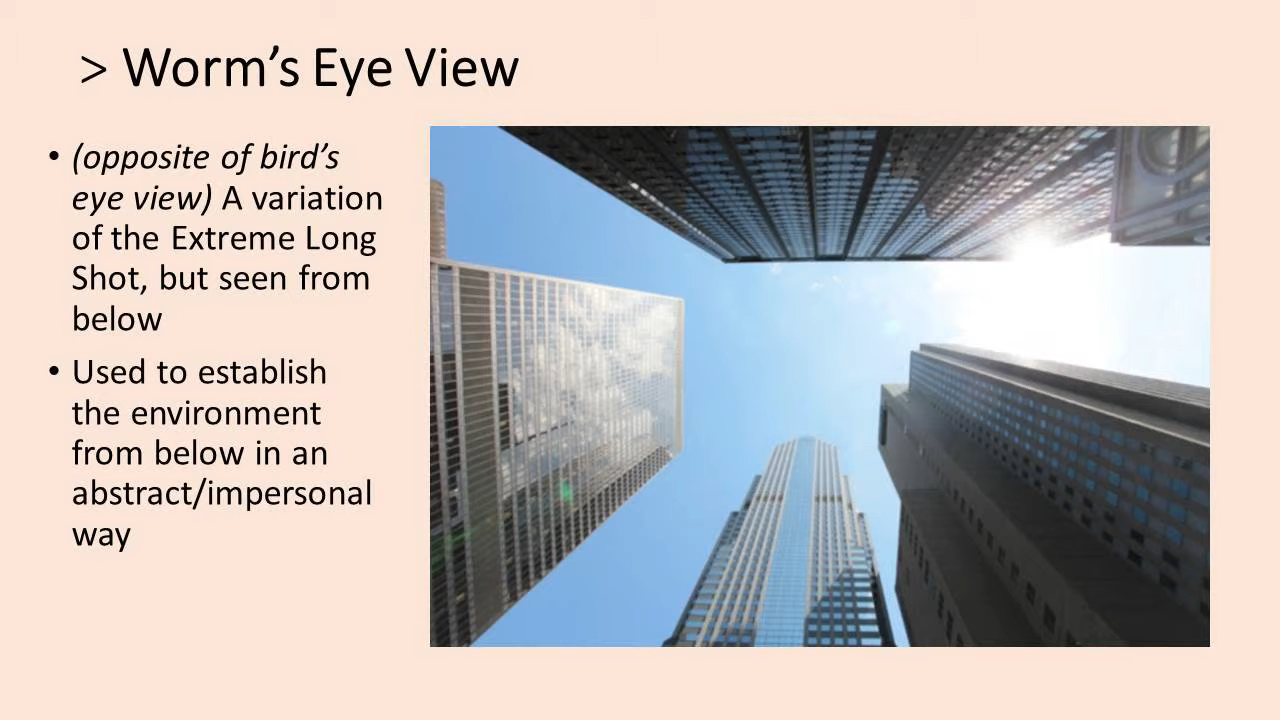 > Worm’s Eye View
• (opposite of bird’s
eye view) A variation
of the Extreme Long
Shot, but seen from
below
• Used to establish
the environment
from below in an
abstract/impersonal
way